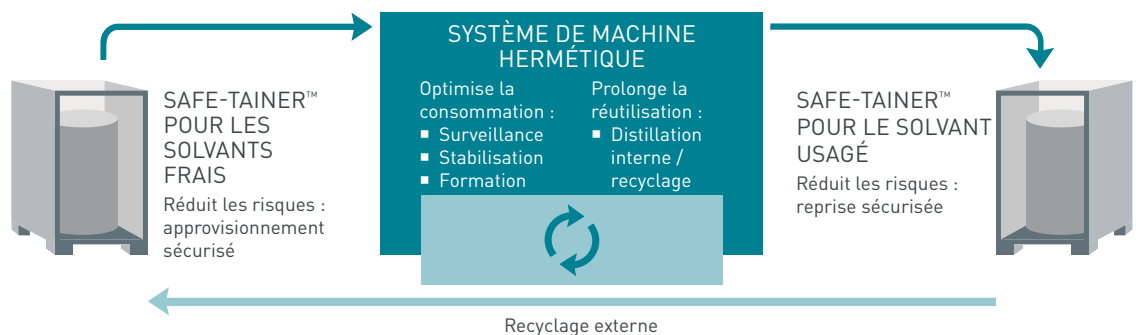 SYSTÈME DE MACHINE
HERMÉTIQUE
Optimise la
consommation :
▪ Surveillance
▪ Stabilisation
▪ Formation
Prolonge la
réutilisation :
▪ Distillation
interne /
recyclage
SAFE-TAINER™
POUR LES
SOLVANTS
FRAIS
Réduit les risques :
approvisionnement
sécurisé
SAFE-TAINER™
POUR LE SOLVANT
USAGÉ
Réduit les risques :
reprise sécurisée
Recyclage externe